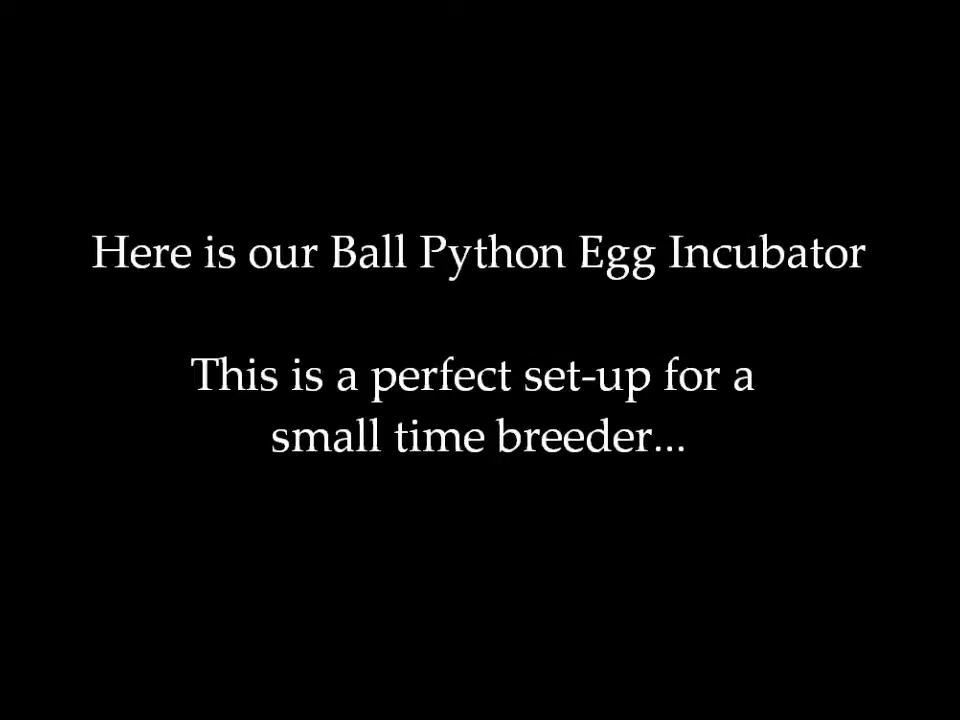 Here is our Ball Python Egg Incubator
This is a perfect set-up for a
small time breeder...